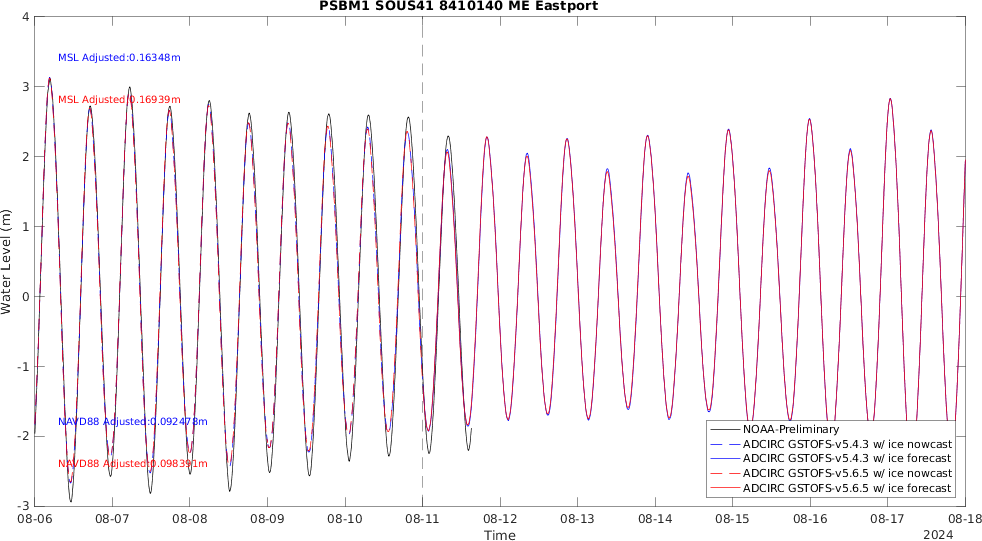 PSBM1 SOUS41 8410140 ME Eastport
4
3
2
1
0
-1
-2
-3
Water Level (m)
MSL Adjusted:0.16348m
MSL Adjusted:0.16939m
NAVD88 Adjusted:0.092478m
NAVD88 Adjusted:0.098391m
NOAA-Preliminary
ADCIRC GSTOFS-v5.4.3 w/ ice nowcast
ADCIRC GSTOFS-v5.4.3 w/ ice forecast
ADCIRC GSTOFS-v5.6.5 w/ ice nowcast
ADCIRC GSTOFS-v5.6.5 w/ ice forecast
08-06 08-07 08-08 08-09 08-10 08-11 08-12 08-13 08-14 08-15 08-16 08-17 08-18
Time
2024